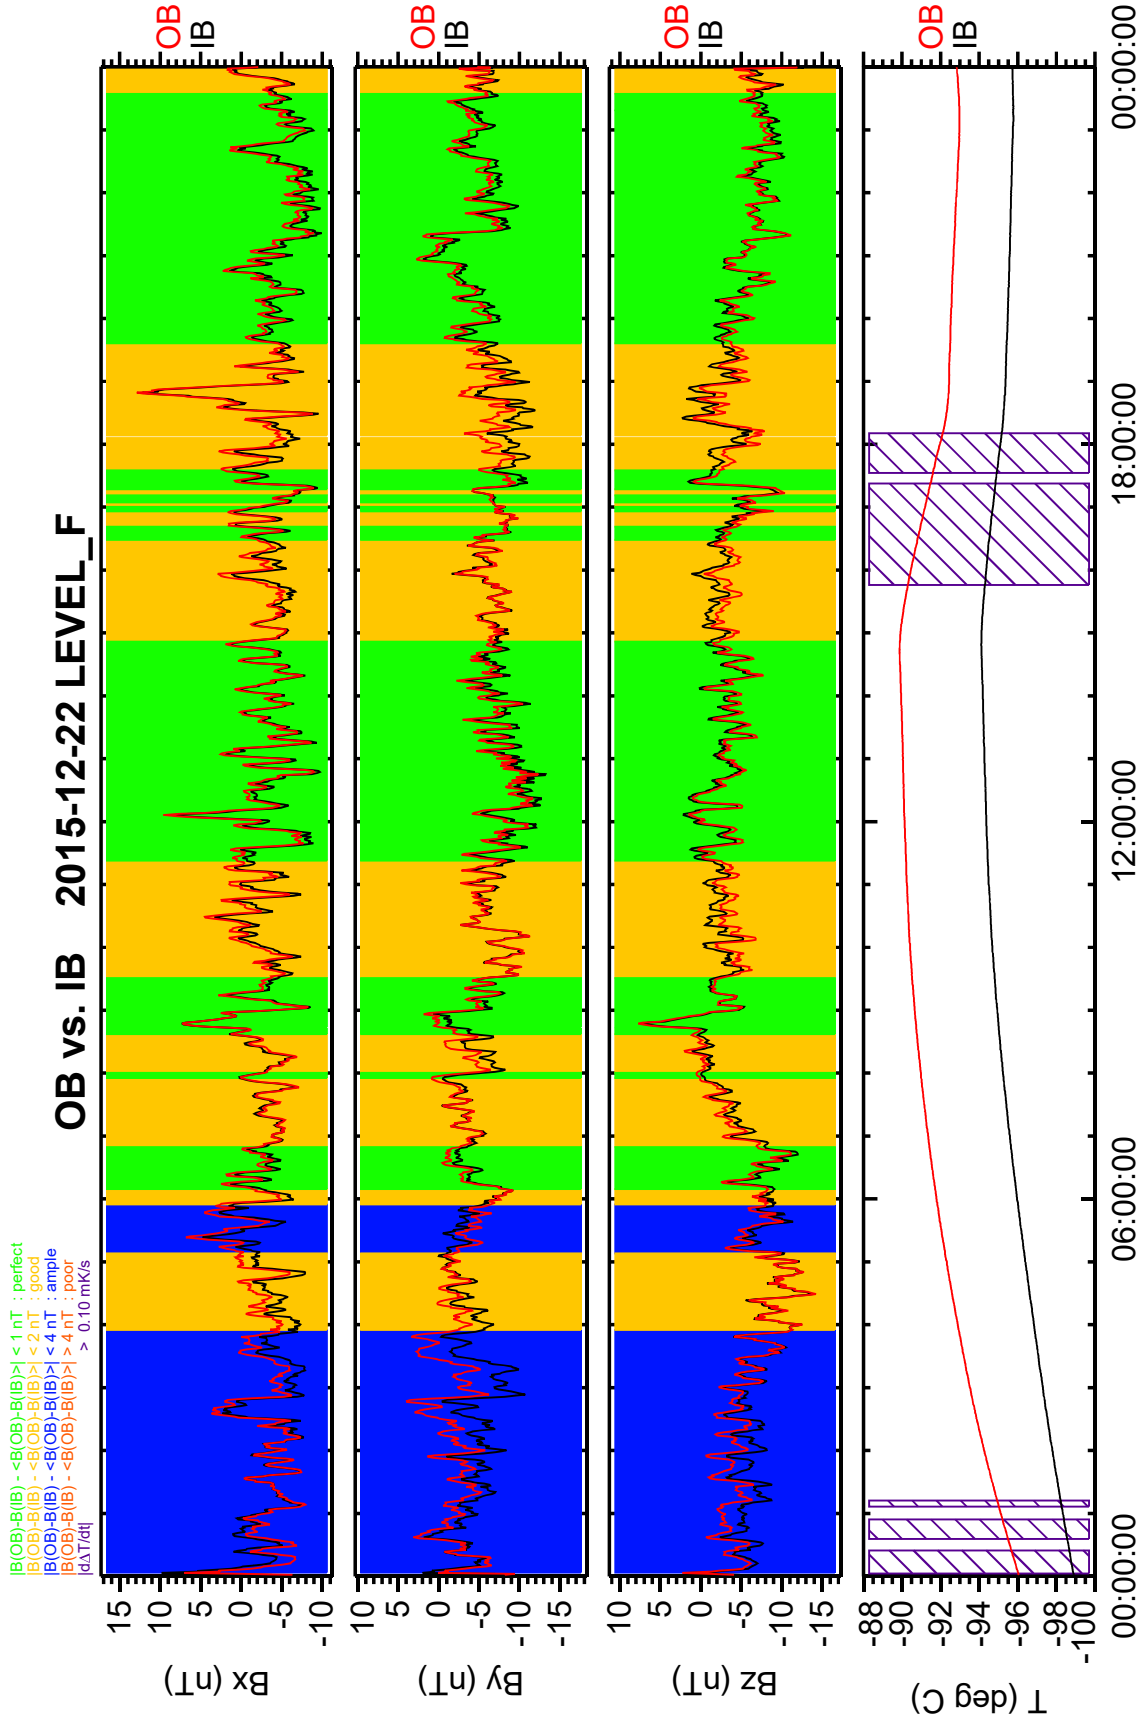 OB vs. IB 2015-12-22 LEVEL_F
|B(OB)-B(IB) - <B(OB)-B(IB)>| < 1 nT : perfect
|B(OB)-B(IB) - <B(OB)-B(IB)>| < 2 nT : good
|B(OB)-B(IB) - <B(OB)-B(IB)>| < 4 nT : ample
|B(OB)-B(IB) - <B(OB)-B(IB)>| > 4 nT : poor
|dΔT/dt| > 0.10 mK/s
Bx (nT)
15
10
5
0
-5
-10
OB
IB
By (nT)
10
5
0
-5
-10
-15
OB
IB
Bz (nT)
10
5
0
-5
-10
-15
OB
IB
T (deg C)
-88
-90
-92
-94
-96
-98
-100
OB
IB
00:00:00
06:00:00
12:00:00
18:00:00
00:00:00